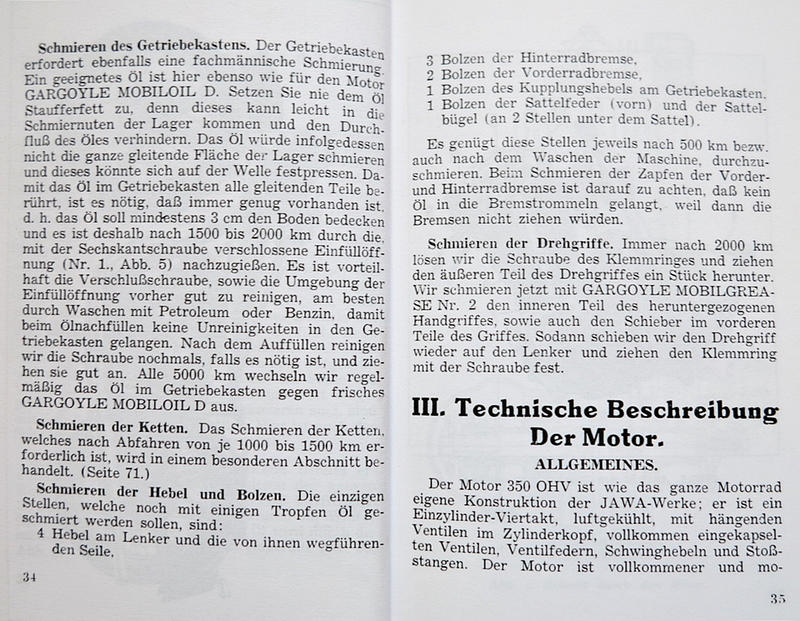 Schmieren des Getriebekastens. Der Getriebekasten
erfordert ebenfalls eine fachmännische Schmierung.
Ein geeignetes Öl ist hier ebenso wie für den Motor
GARGOYLE MOBILOIL D. Setzen Sie nie dem Öl
Staufferfett zu, denn dieses kann leicht in die
Schmiernuten der Lager kommen und den Durch-
fluß des Öles verhindern. Das Öl würde infolgedessen
nicht die ganze gleitende Fläche der Lager schmieren
und dieses könnte sich auf der Welle festpressen. Da-
mit das Öl im Getriebekasten alle gleitenden Teile be-
rührt, ist es nötig, daß immer genug vorhanden ist,
d. h. das Öl soll mindestens 3 cm den Boden bedecken
und es ist deshalb nach 1500 bis 2000 km durch die,
mit der Sechskantschraube verschlossene Einfüllöff-
nung (Nr. 1., Abb. 5) nachzugießen. Es ist vorteil-
haft die Verschlußschraube, sowie die Umgebung der
Einfüllöffnung vorher gut zu reinigen, am besten
durch Waschen mit Petroleum oder Benzin, damit
beim Ölnachfüllen keine Unreinigkeiten in den Ge-
triebekasten gelangen. Nach dem Auffüllen reinigen
wir die Schraube nochmals, falls es nötig ist, und zie-
hen sie gut an. Alle 5000 km wechseln wir regel-
mäßig das Öl im Getriebekasten gegen frisches
GARGOYLE MOBILOIL D aus.
Schmieren der Ketten. Das Schmieren der Ketten,
welches nach Abfahren von je 1000 bis 1500 km er-
forderlich ist, wird in einem besonderen Abschnitt be-
handelt. (Seite 71.)
Schmieren der Hebel und Bolzen. Die einzigen
Stellen, welche noch mit einigen Tropfen Öl ge-
schmiert werden sollen, sind:
4 Hebel am Lenker und die von ihnen wegführen-
den Seile,
34
3 Bolzen der Hinterradbremse,
2 Bolzen der Vorderradbremse,
1 Bolzen des Kupplungshebels am Getriebekasten,
1 Bolzen der Sattelfeder (vorn) und der Sattel-
bügel (an 2 Stellen unter dem Sattel).
Es genügt diese Stellen jeweils nach 500 km bezw.
auch nach dem Waschen der Maschine, durchzu-
schmieren. Beim Schmieren der Zapfen der Vorder-
und Hinterradbremse ist darauf zu achten, daß kein
Öl in die Bremstrommeln gelangt, weil dann die
Bremsen nicht ziehen würden.
Schmieren der Drehgriffe. Immer nach 2000 km
lösen wir die Schraube des Klemmringes und ziehen
den äußeren Teil des Drehgriffes ein Stück herunter.
Wir schmieren jetzt mit GARGOYLE MOBILGREA-
SE Nr. 2 den inneren Teil des heruntergezogenen
Handgriffes, sowie auch den Schieber im vorderen
Teile des Griffes. Sodann schieben wir den Drehgriff
wieder auf den Lenker und ziehen den Klemmring
mit der Schraube fest.
III. Technische Beschreibung
Der Motor.
ALLGEMEINES.
Der Motor 350 OHV ist wie das ganze Motorrad
eigene Konstruktion der JAWA-Werke; er ist ein
Einzylinder-Viertakt, luftgekühlt, mit hängenden
Ventilen im Zylinderkopf, vollkommen eingekapsel-
ten Ventilen, Ventilfedern, Schwinghebeln und Stoß-
stangen. Der Motor ist vollkommener und mo-
35